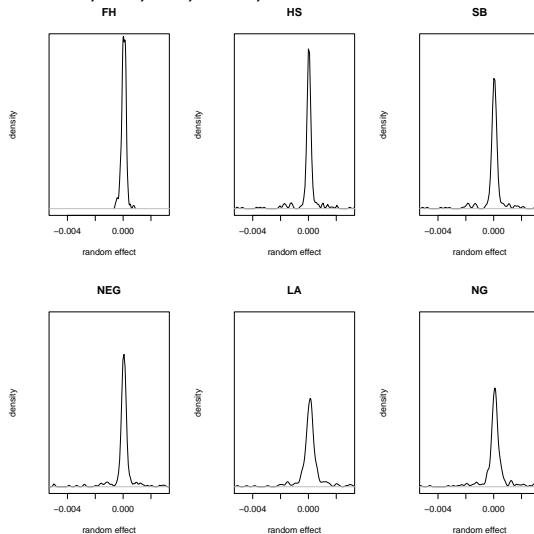 FH HS SB
density density density
−0.004 0.000 −0.004 0.000 −0.004 0.000
random effect random effect random effect
NEG LA NG
density density density
−0.004 0.000 −0.004 0.000 −0.004 0.000
random effect random effect random effect